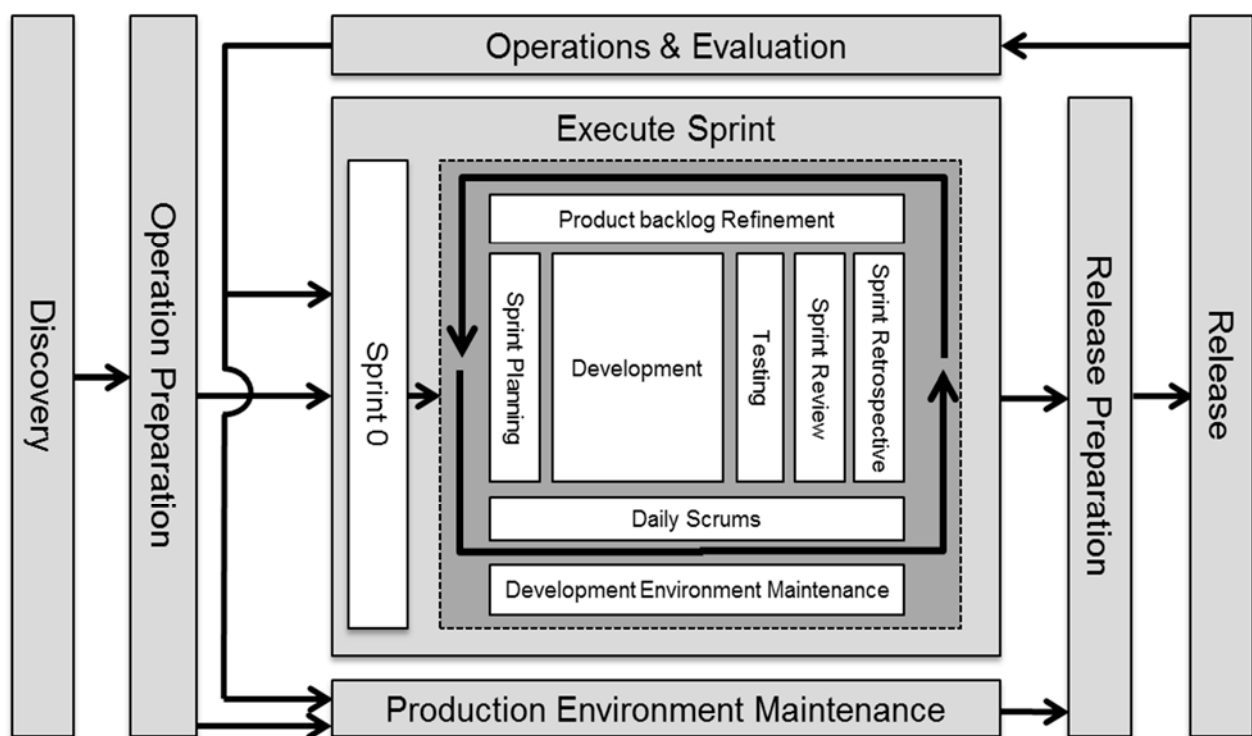 Discovery
Operation Preparation
Operations & Evaluation
Execute Sprint
Sprint 0
Product backlog Refinement
Sprint Planning
Development
Testing
Sprint Review
Sprint Retrospective
Daily Scrums
Development Environment Maintenance
Production Environment Maintenance
Release Preparation
Release